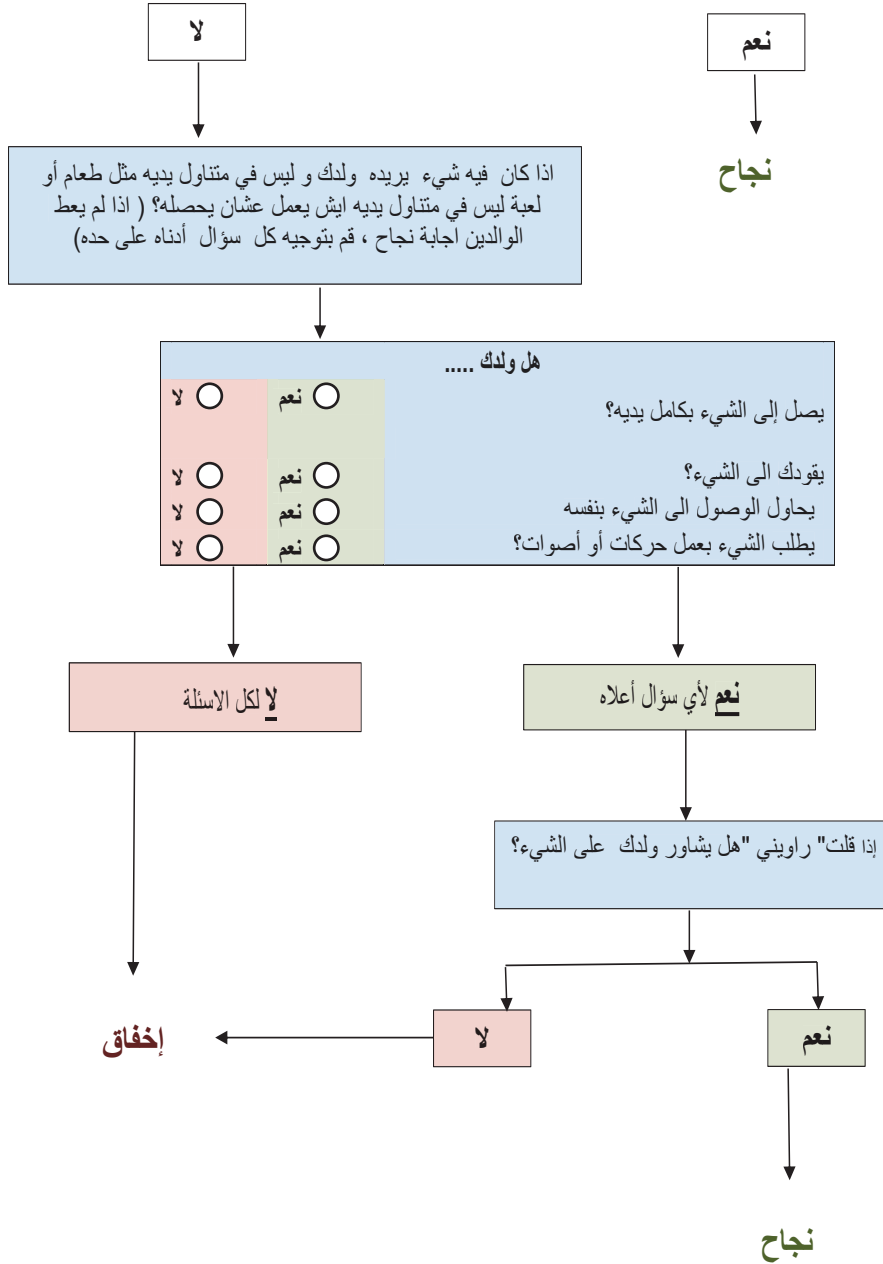 نعم
لا
نجاح
اذا كان فيه شيء يريده ولدك و ليس في متناول يديه مثل طعام أو
لعبة ليس في متناول يديه ايش يعمل عشان يحصله؟ ( اذا لم يعط
الوالدين اجابة نجاح ، قم بتوجيه كل سؤال أدناه على حده)
هل ولدك .....
يصل إلى الشيء بكامل يديه؟ نعم لا
يقودك الى الشيء؟ نعم لا
يحاول الوصول الى الشيء بنفسه نعم لا
يطلب الشيء بعمل حركات أو أصوات؟ نعم لا
نعم لأي سؤال أعلاه
لا لكل الاسئلة
إذا قلت" راويني "هل يشاور ولدك على الشيء؟
نعم
لا
إخفاق
نجاح